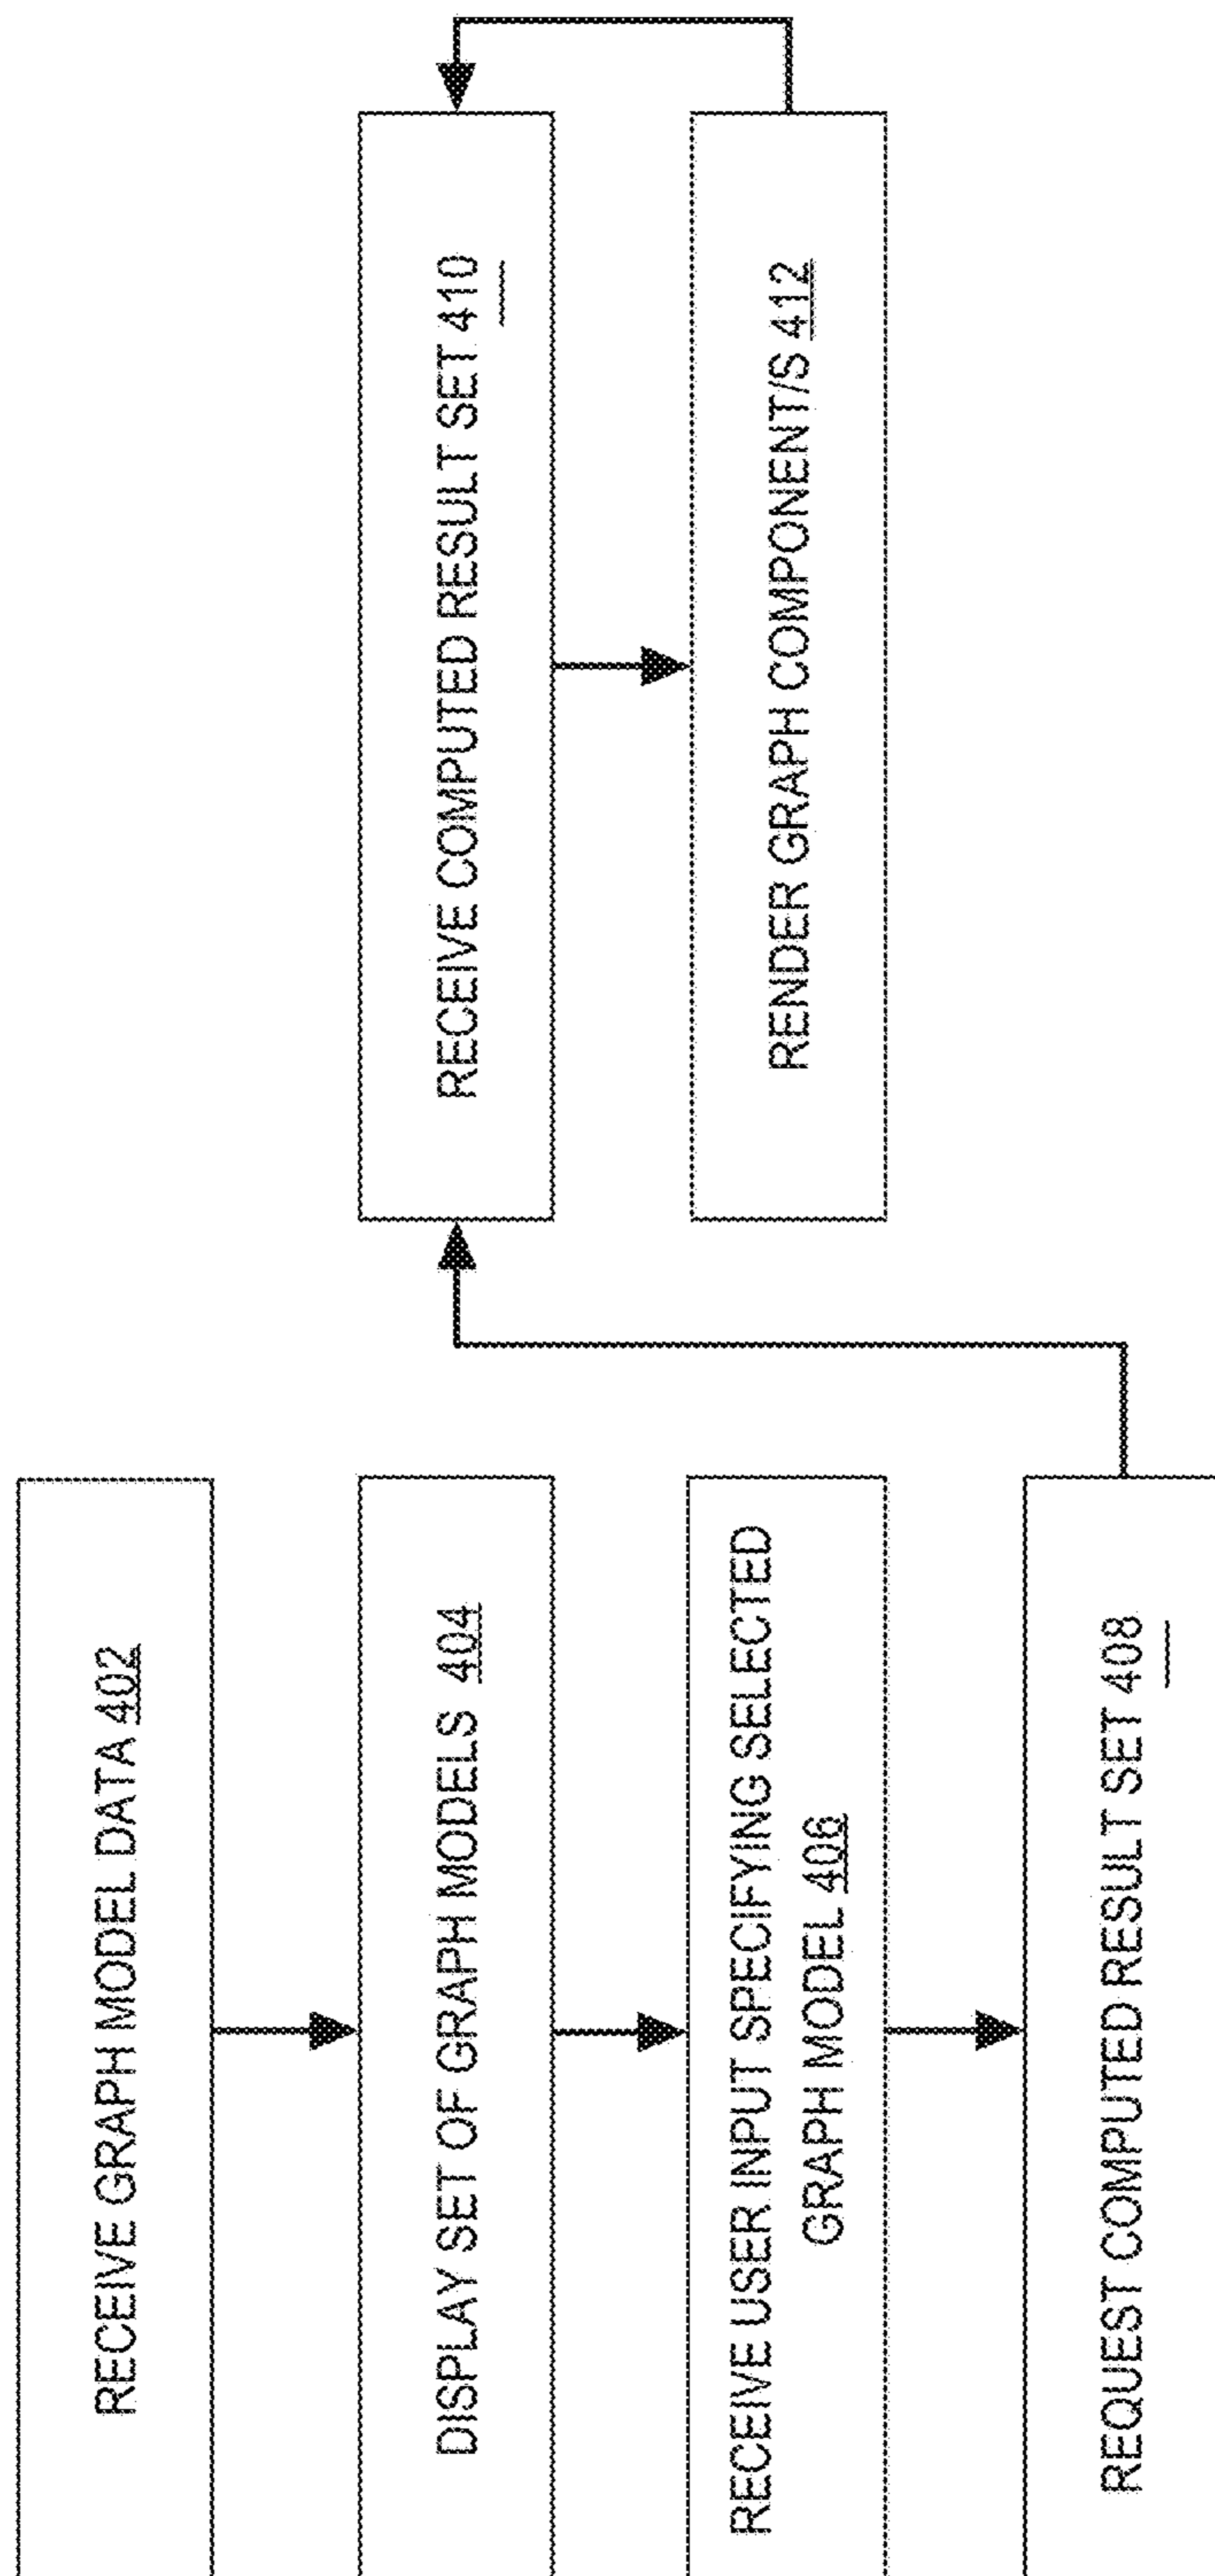 RECEIVE GRAPH MODEL DATA 402
DISPLAY SET OF GRAPH MODELS 404
RECEIVE USER INPUT SPECIFYING SELECTED
GRAPH MODEL 406
REQUEST COMPUTED RESULT SET 408
RECEIVE COMPUTED RESULT SET 410
RENDER GRAPH COMPONENT/S 412